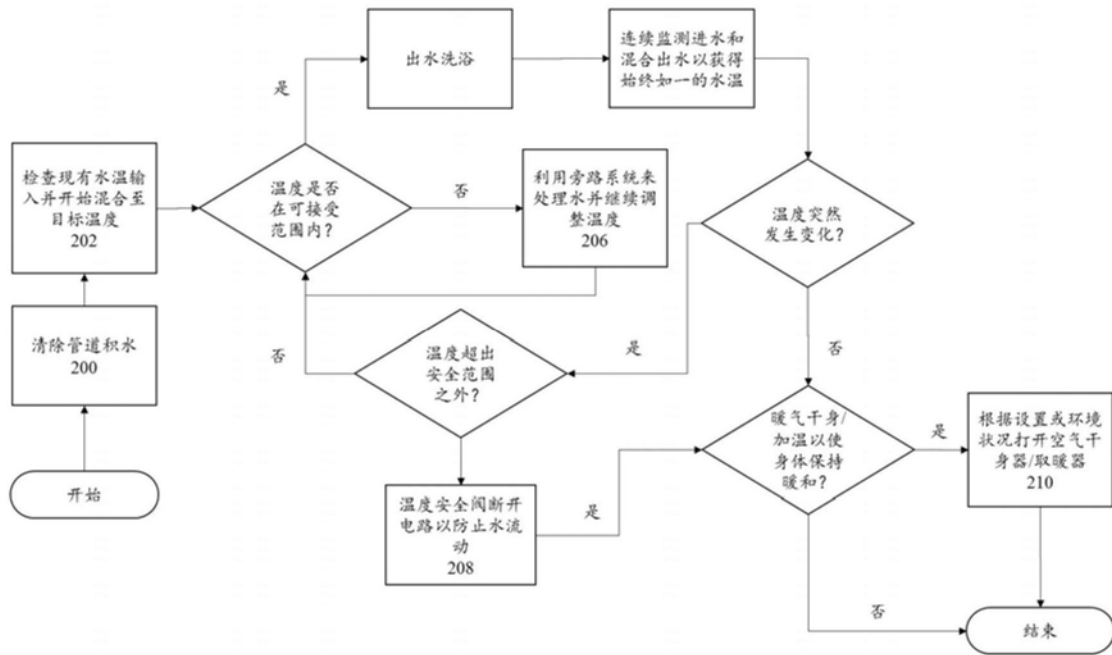 出水洗浴
连续监测进水和
混合出水以获得
始终如一的水温
是
检查现有水温输
入并开始混合至
目标温度
202
温度是否
在可接受
范围内?
否
利用旁路系统来
处理水并继续调
整温度
206
温度突然
发生变化?
清除管道积水
200
否
温度超出
安全范围
之外?
是
否
开始
温度安全阀断开
电路以防止水流
动
208
是
暖气干身/
加温以使
身体保持
暖和?
是
根据设置或环境
状况打开空气干
身器/取暖器
210
否
结束